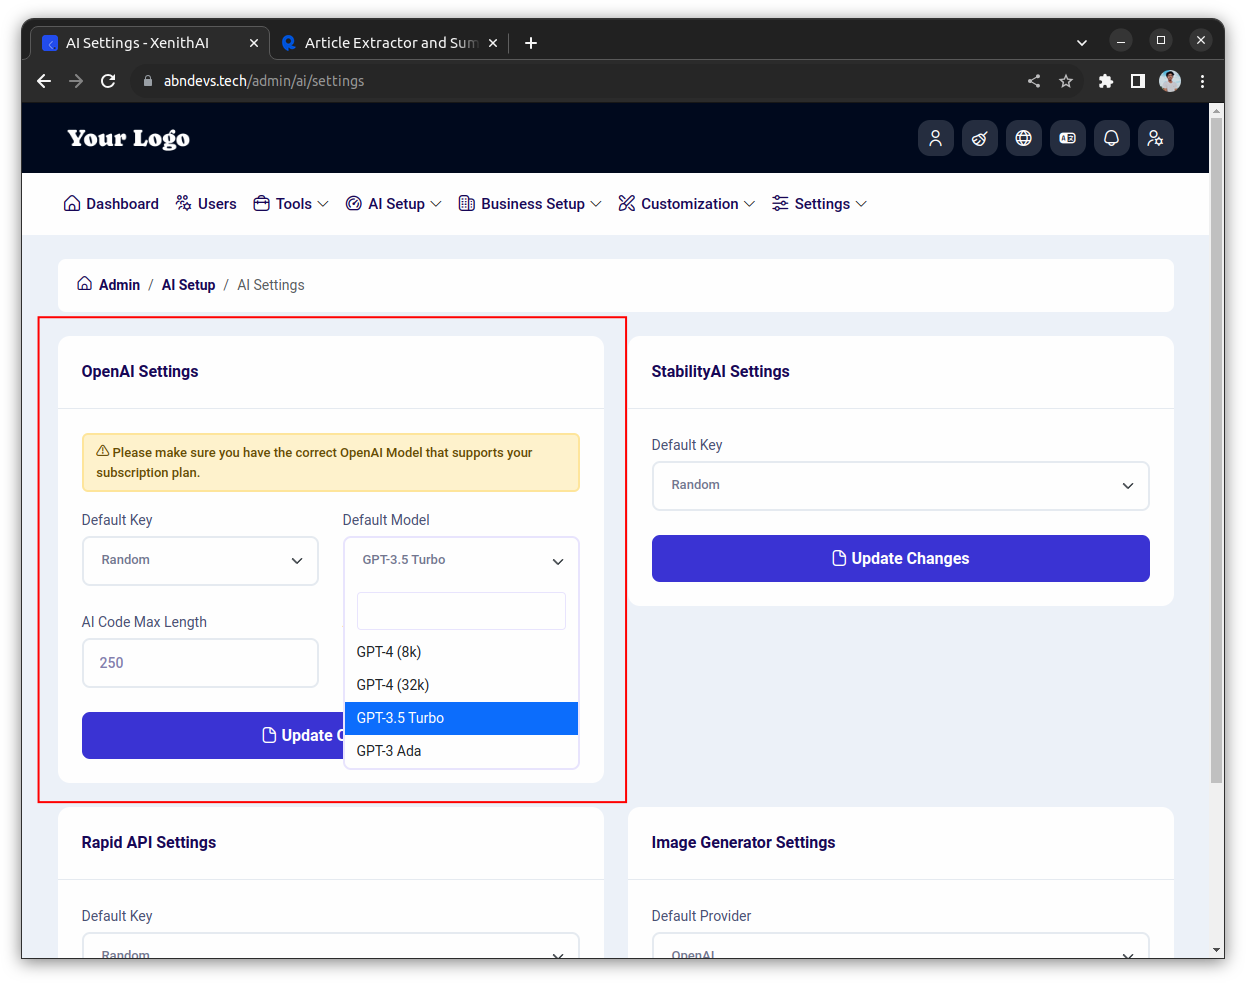 AI Settings - XenithAI
Article Extractor and Sum
abndevs.tech/admin/ai/settings
Your Logo
Dashboard Users Tools AI Setup Business Setup Customization Settings
Admin / AI Setup / AI Settings
OpenAI Settings
Please make sure you have the correct OpenAI Model that supports your
subscription plan.
Default Key
Random
Default Model
GPT-3.5 Turbo
GPT-4 (8k)
GPT-4 (32k)
GPT-3.5 Turbo
GPT-3 Ada
AI Code Max Length
250
Update C
StabilityAI Settings
Default Key
Random
Update Changes
Rapid API Settings
Default Key
Random
Image Generator Settings
Default Provider
OpenAI